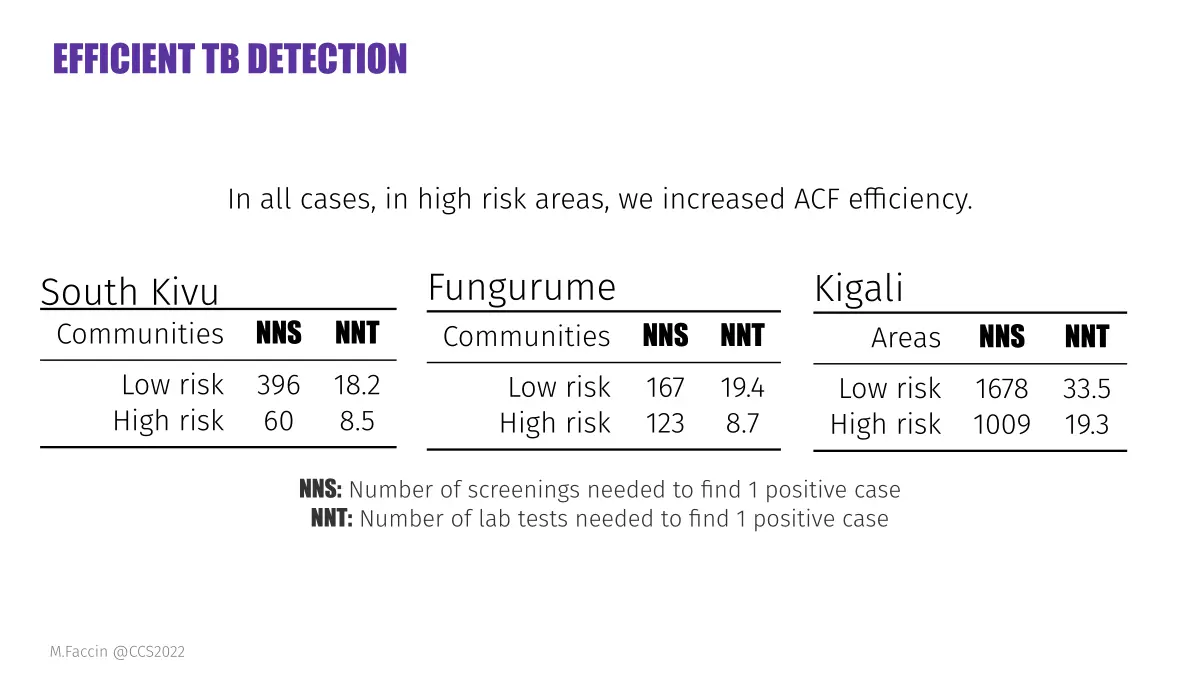 EFFICIENT TB DETECTION
In all cases, in high risk areas, we increased ACF efficiency.
South Kivu
Communities NNS NNT
Low risk 396 18.2
High risk 60 8.5
Fungurume
Communities NNS NNT
Low risk 167 19.4
High risk 123 8.7
Kigali
Areas NNS NNT
Low risk 1678 33.5
High risk 1009 19.3
NNS: Number of screenings needed to find 1 positive case
NNT: Number of lab tests needed to find 1 positive case
M.Faccin @CCS2022